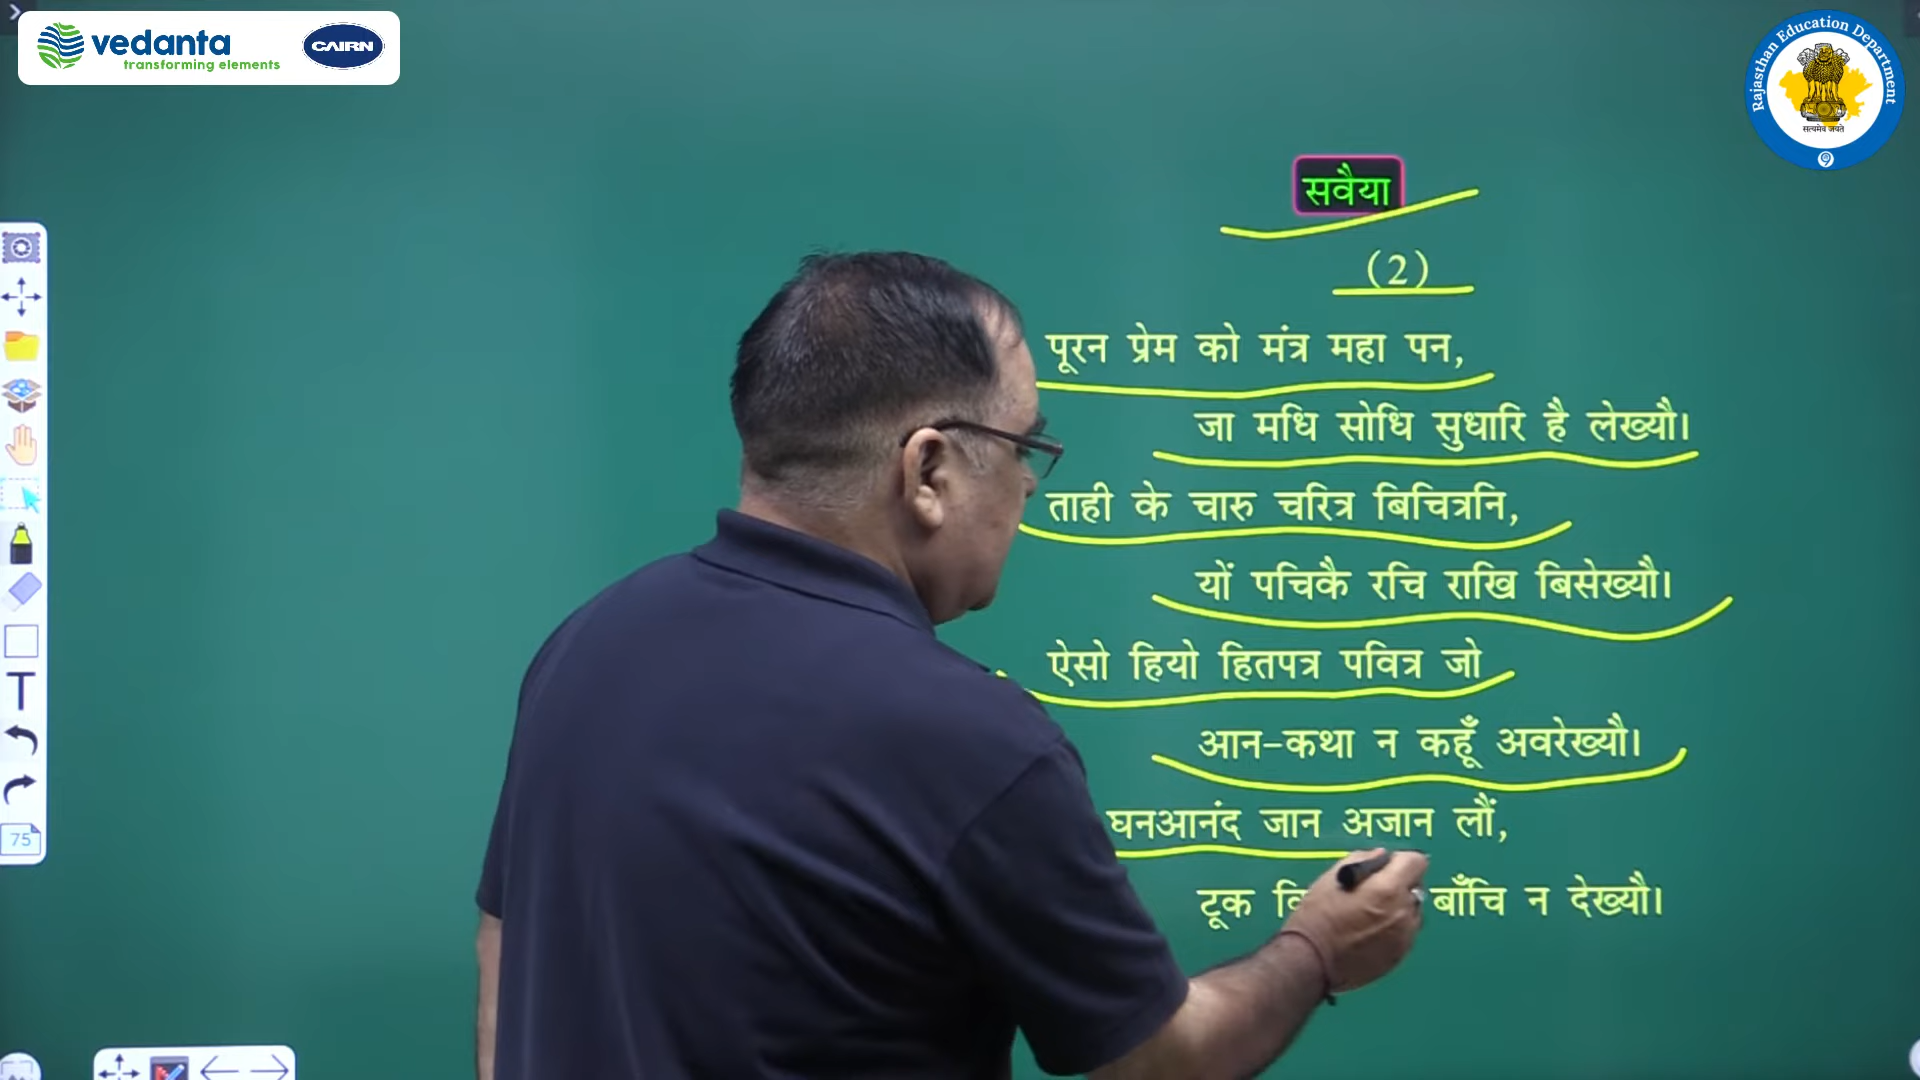 vedanta
transforming elements
CAIRN
Rajasthan Education Department
सत्यमेव जयते
सवैया
(2)
पूरन प्रेम को मंत्र महा पन,
जा मधि सोधि सुधारि है लेख्यौ।
ताही के चारु चरित्र बिचित्रनि,
यों पचिकै रचि राखि बिसेख्यौ।
ऐसो हियो हितपत्र पवित्र जो
आन-कथा न कहूँ अवरेख्यौ।
घनआनंद जान अजान लौं,
टूक बाँचि न देख्यौ।
T
75